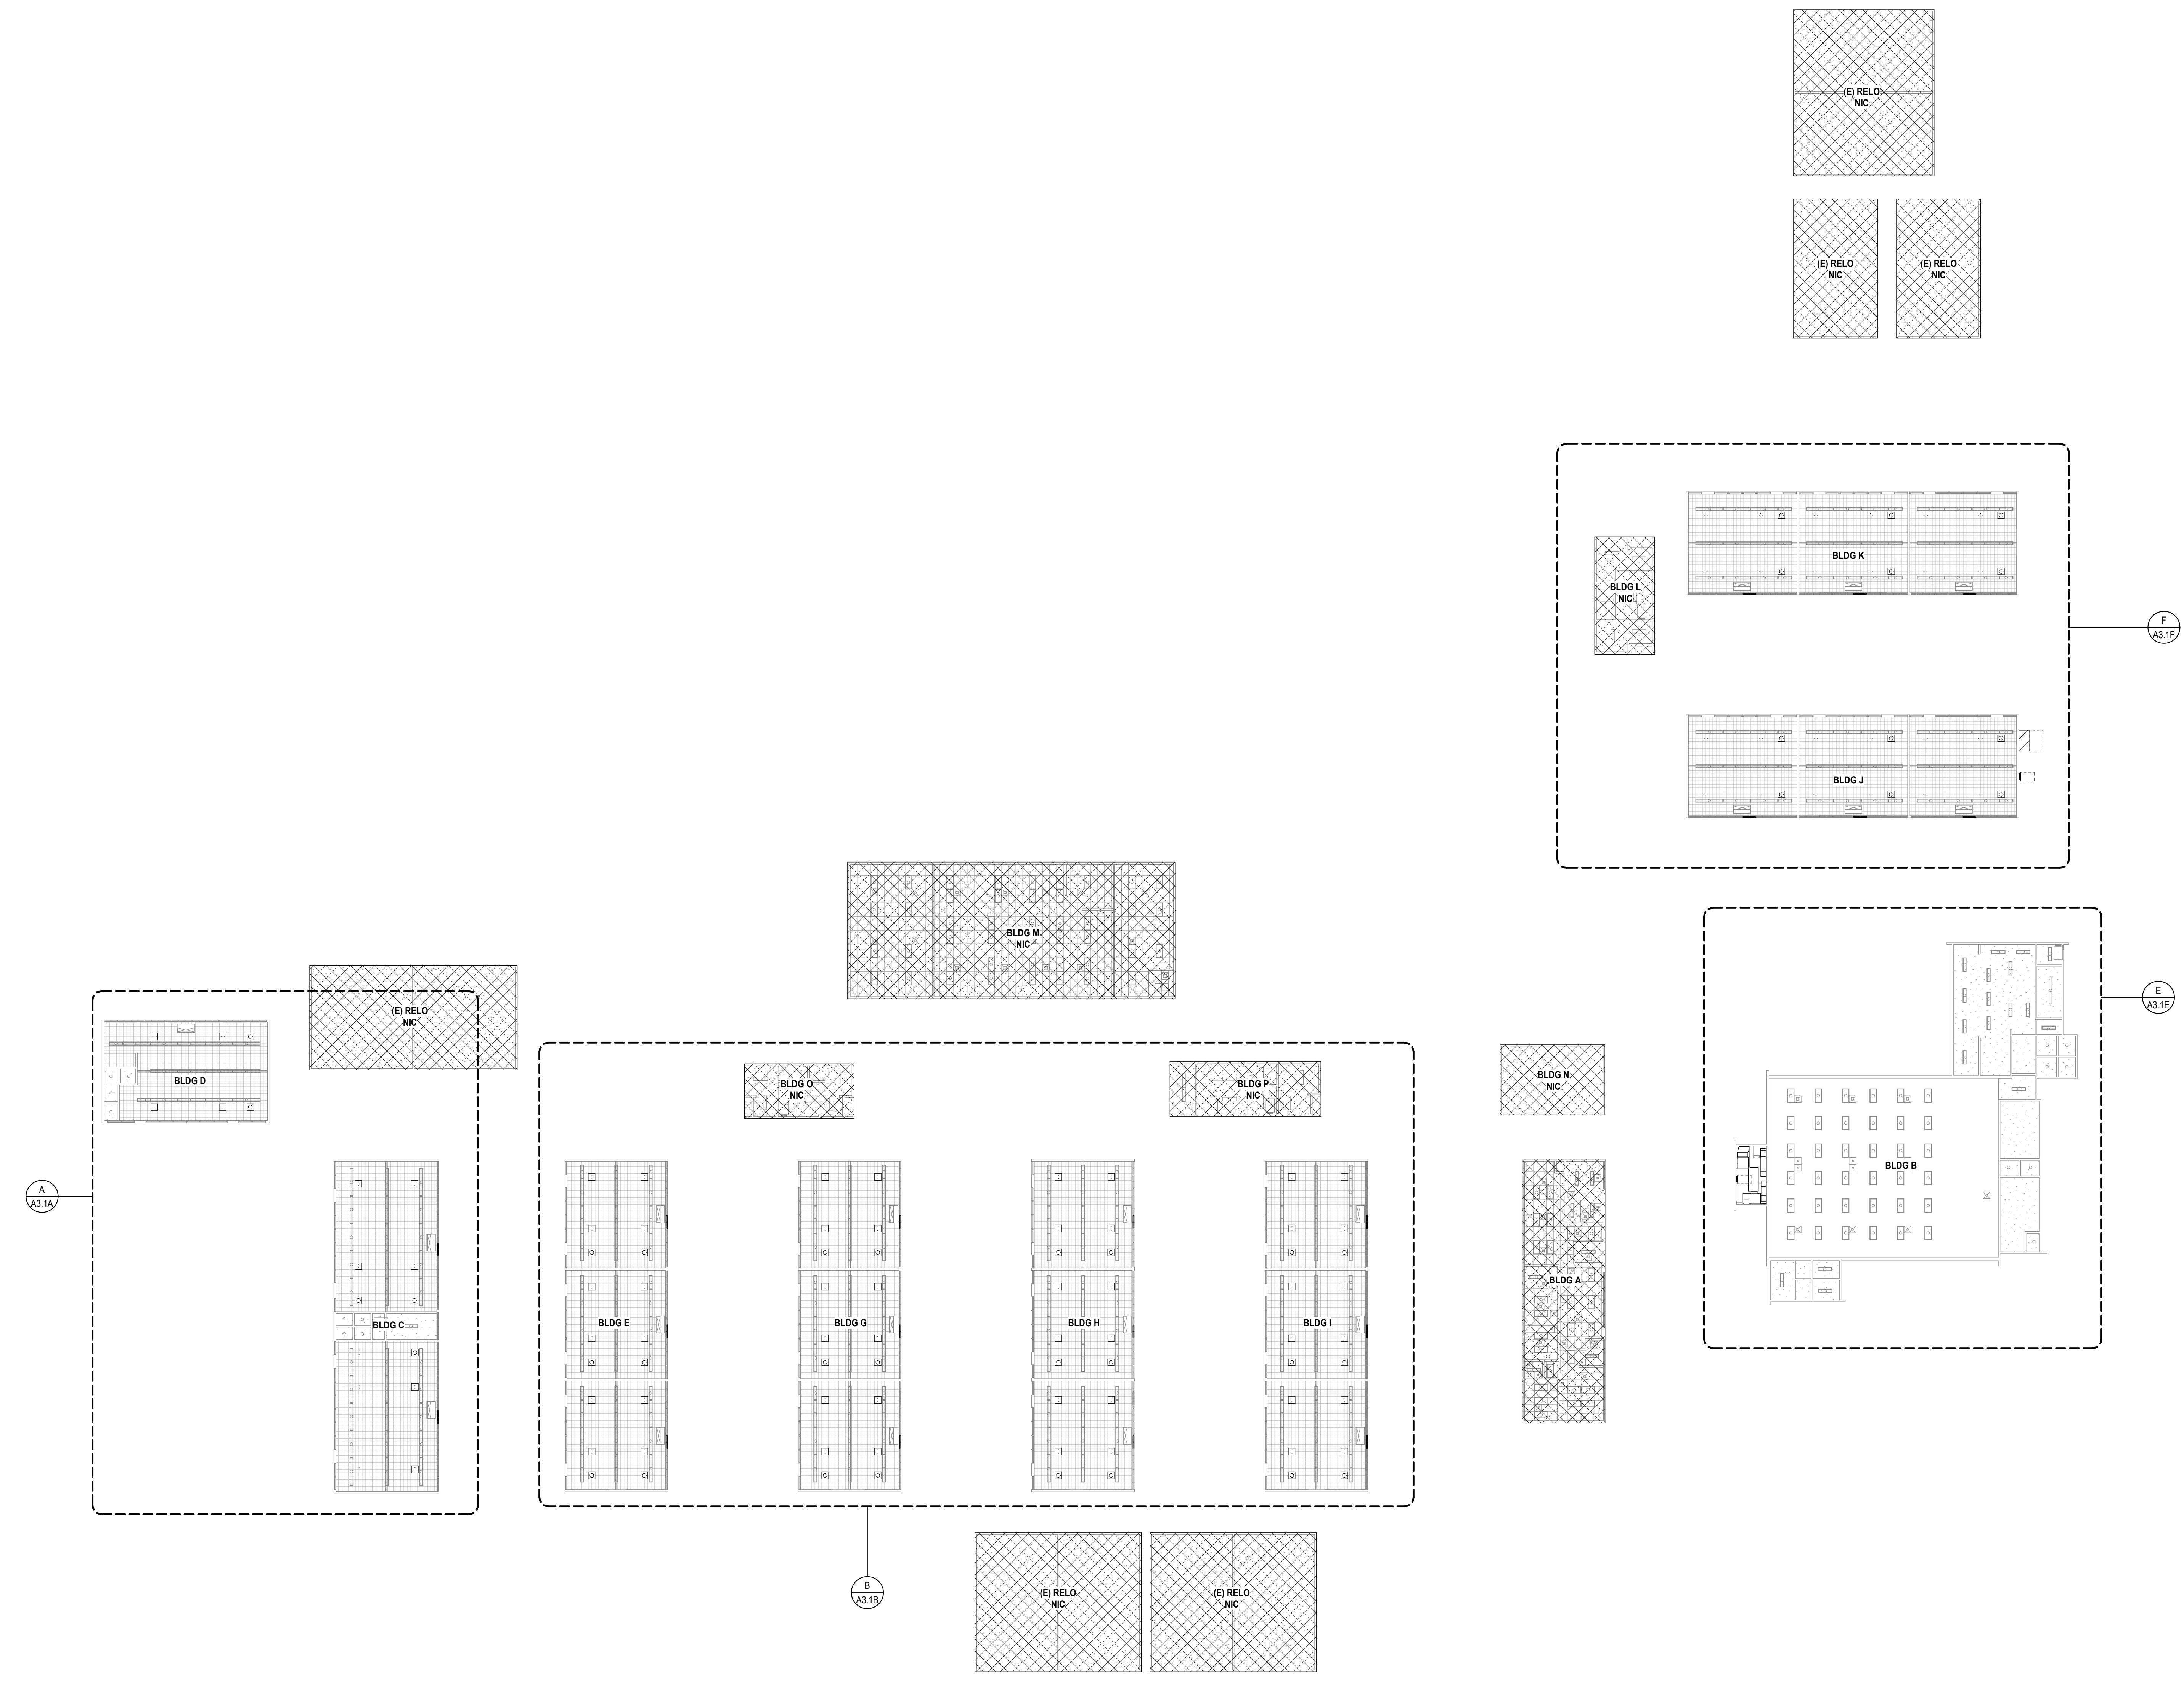 (E) RELO
NIC
(E) RELO
NIC
(E) RELO
NIC
BLDG K
BLDG L
NIC
F
A3.1F
BLDG J
BLDG M
NIC
E
A3.1E
(E) RELO
NIC
BLDG D
BLDG O
NIC
BLDG P
NIC
BLDG N
NIC
BLDG B
A
A3.1A
BLDG A
BLDG C
BLDG E
BLDG G
BLDG H
BLDG I
B
A3.1B
(E) RELO
NIC
(E) RELO
NIC